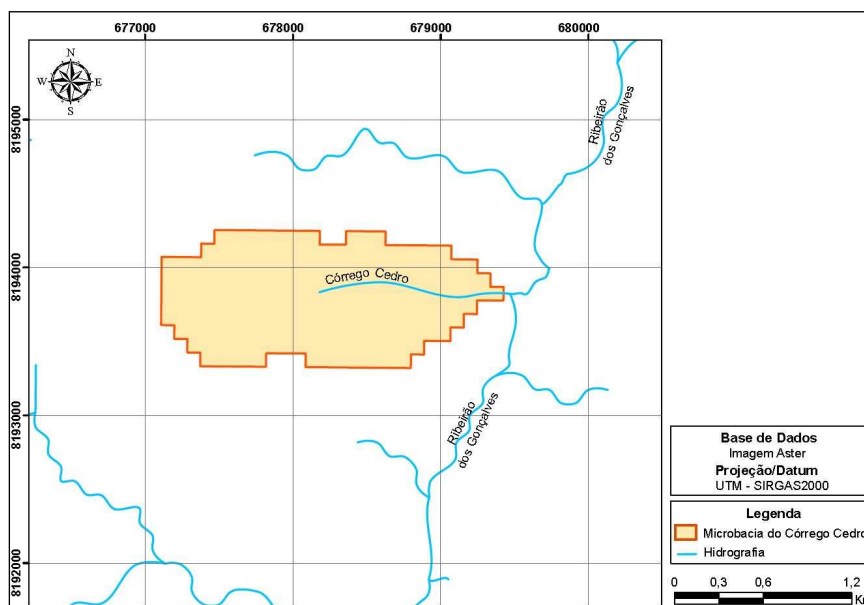 677000 678000 679000 680000
N
W E
S
8195000
8194000
8193000
8192000
Ribeirão
dos Gonçalves
Córrego Cedro
Ribeirão
dos Gonçalves
Base de Dados
Imagem Aster
Projeção/Datum
UTM - SIRGAS2000
Legenda
Microbacia do Córrego Cedro
Hidrografia
0 0,3 0,6 1,2